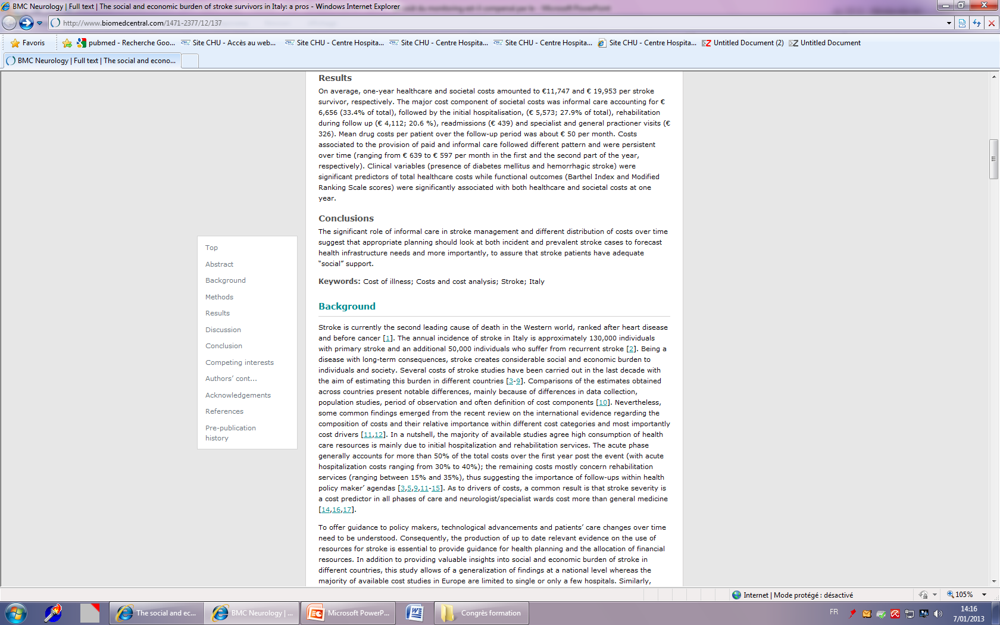 BMC Neurology | Full text | The social and economic burden of stroke survivors in Italy: a pros - Windows Internet Explorer
http://www.biomedcentral.com/1471-2377/12/137
Favoris
pubmed - Recherche Goo...
Site CHU - Accès au web...
Site CHU - Centre Hospita...
Site CHU - Centre Hospita...
Site CHU - Centre Hospita...
Site CHU - Centre Hospita...
Untitled Document (2)
Untitled Document
BMC Neurology | Full text | The social and econo...
Results
On average, one-year healthcare and societal costs amounted to €11,747 and € 19,953 per stroke
survivor, respectively. The major cost component of societal costs was informal care accounting for €
6,656 (33.4% of total), followed by the initial hospitalisation, (€ 5,573; 27.9% of total), rehabilitation
during follow up (€ 4,112; 20.6 %), readmissions (€ 439) and specialist and general practioner visits (€
326). Mean drug costs per patient over the follow-up period was about € 50 per month. Costs
associated to the provision of paid and informal care followed different pattern and were persistent
over time (ranging from € 639 to € 597 per month in the first and the second part of the year,
respectively). Clinical variables (presence of diabetes mellitus and hemorrhagic stroke) were
significant predictors of total healthcare costs while functional outcomes (Barthel Index and Modified
Ranking Scale scores) were significantly associated with both healthcare and societal costs at one
year.
Conclusions
The significant role of informal care in stroke management and different distribution of costs over time
suggest that appropriate planning should look at both incident and prevalent stroke cases to forecast
health infrastructure needs and more importantly, to assure that stroke patients have adequate
“social” support.
Keywords: Cost of illness; Costs and cost analysis; Stroke; Italy
Background
Stroke is currently the second leading cause of death in the Western world, ranked after heart disease
and before cancer [1]. The annual incidence of stroke in Italy is approximately 130,000 individuals
with primary stroke and an additional 50,000 individuals who suffer from recurrent stroke [2]. Being a
disease with long-term consequences, stroke creates considerable social and economic burden to
individuals and society. Several costs of stroke studies have been carried out in the last decade with
the aim of estimating this burden in different countries [3-9]. Comparisons of the estimates obtained
across countries present notable differences, mainly because of differences in data collection,
population studies, period of observation and often definition of cost components [10]. Nevertheless,
some common findings emerged from the recent review on the international evidence regarding the
composition of costs and their relative importance within different cost categories and most importantly
cost drivers [11,12]. In a nutshell, the majority of available studies agree high consumption of health
care resources is mainly due to initial hospitalization and rehabilitation services. The acute phase
generally accounts for more than 50% of the total costs over the first year post the event (with acute
hospitalization costs ranging from 30% to 40%); the remaining costs mostly concern rehabilitation
services (ranging between 15% and 35%), thus suggesting the importance of follow-ups within health
policy maker’ agendas [3,5,9,11-15]. As to drivers of costs, a common result is that stroke severity is
a cost predictor in all phases of care and neurologist/specialist wards cost more than general medicine
[14,16,17].
To offer guidance to policy makers, technological advancements and patients’ care changes over time
need to be understood. Consequently, the production of up to date relevant evidence on the use of
resources for stroke is essential to provide guidance for health planning and the allocation of financial
resources. In addition to providing valuable insights into social and economic burden of stroke in
different countries, this study allows of a generalization of findings at a national level whereas the
majority of available cost studies in Europe are limited to single or only a few hospitals. Similarly,
Top
Abstract
Background
Methods
Results
Discussion
Conclusion
Competing interests
Authors’ cont...
Acknowledgements
References
Pre-publication
history
Internet | Mode protégé : désactivé
105%
The social and ec...
BMC Neurology | ...
Microsoft PowerP...
Congrès formation
FR
14:16
7/01/2013